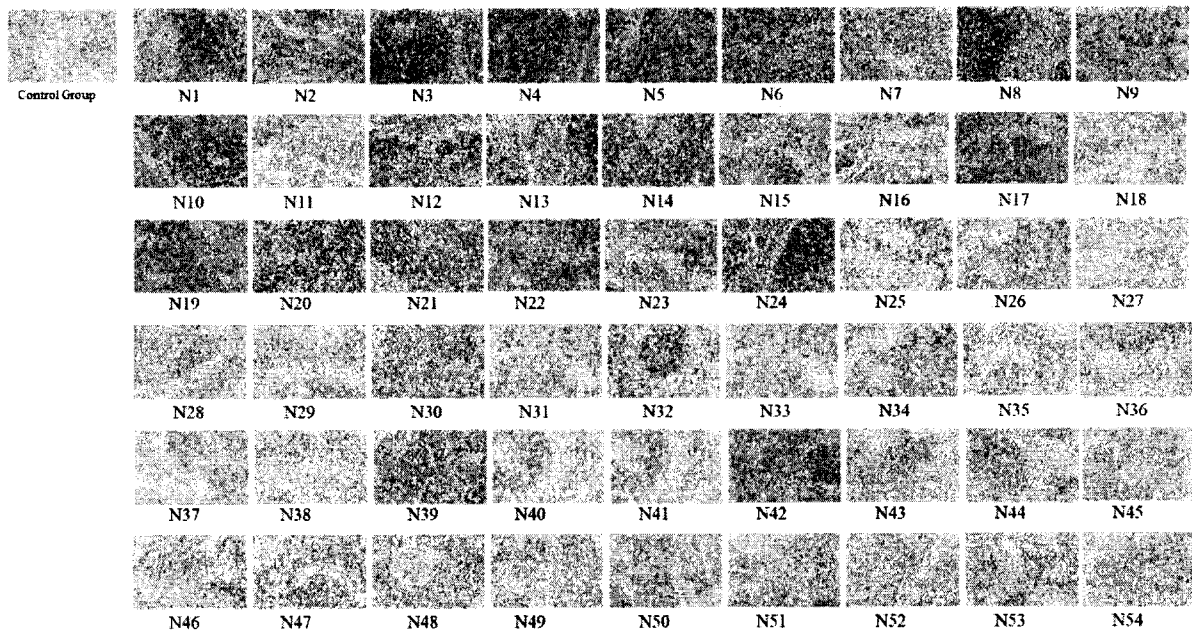 Control Group
N1 N2 N3 N4 N5 N6 N7 N8 N9
N10 N11 N12 N13 N14 N15 N16 N17 N18
N19 N20 N21 N22 N23 N24 N25 N26 N27
N28 N29 N30 N31 N32 N33 N34 N35 N36
N37 N38 N39 N40 N41 N42 N43 N44 N45
N46 N47 N48 N49 N50 N51 N52 N53 N54